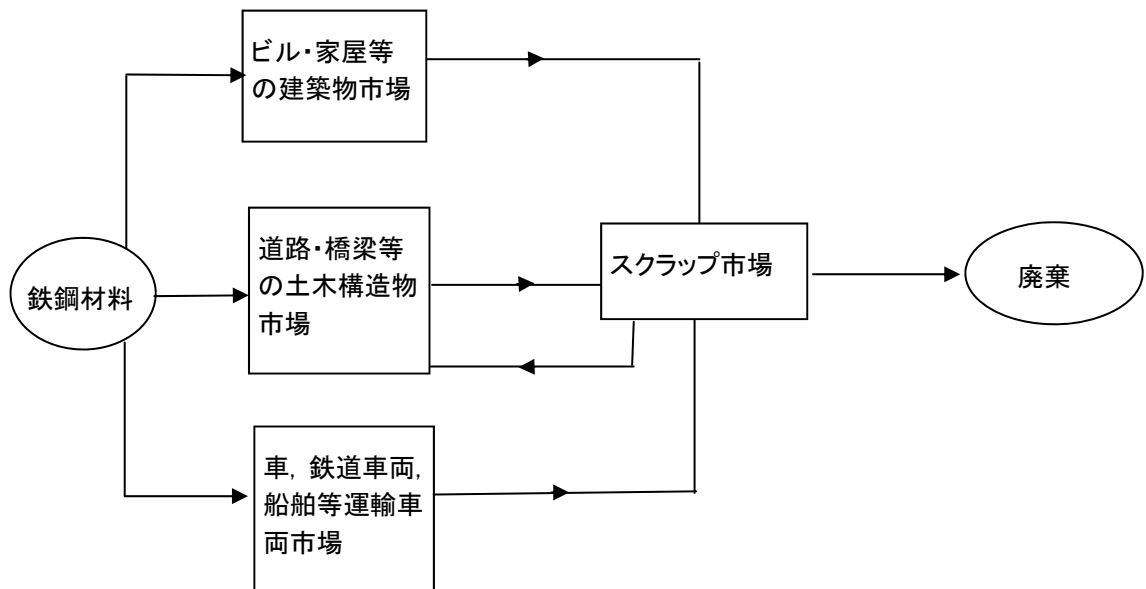 ビル・家屋等
の建築物市場
道路・橋梁等
の土木構造物
市場
スクラップ市場
廃棄
鉄鋼材料
車，鉄道車両，
船舶等運輸車
両市場